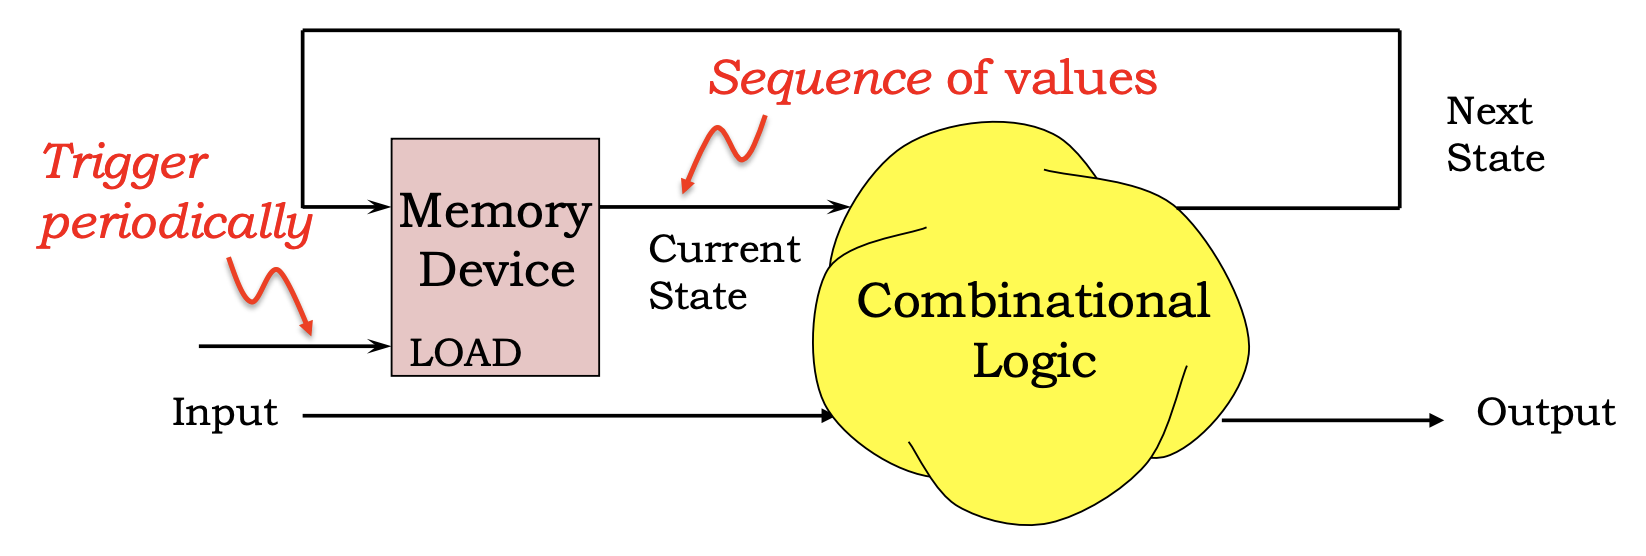 Sequence of values
Next
State
Trigger
periodically
Memory
Device
LOAD
Current
State
Combinational
Logic
Input
Output